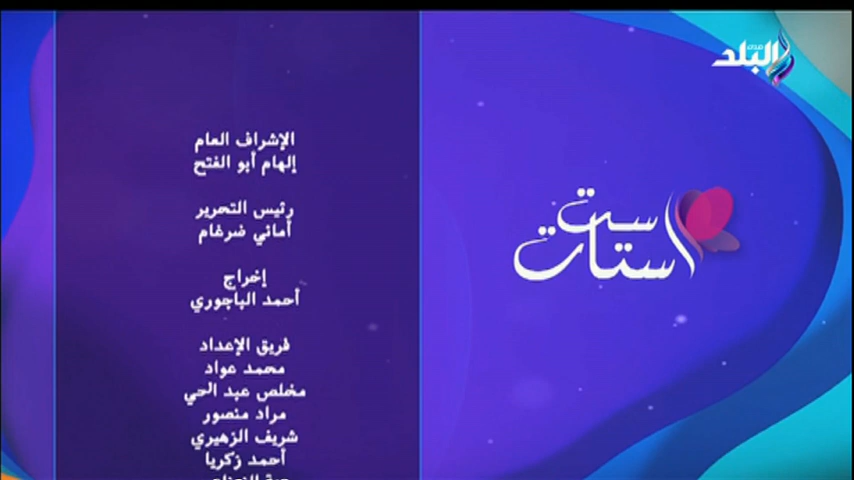 صدى
البلد
الإشراف العام
إلهام أبو الفتح
رئيس التحرير
أماني ضرغام
إخراج
أحمد الباجوري
فريق الإعداد
محمد عواد
مخلص عبد الحي
مراد منصور
شريف الزهيري
أحمد زكريا
ست
ستات